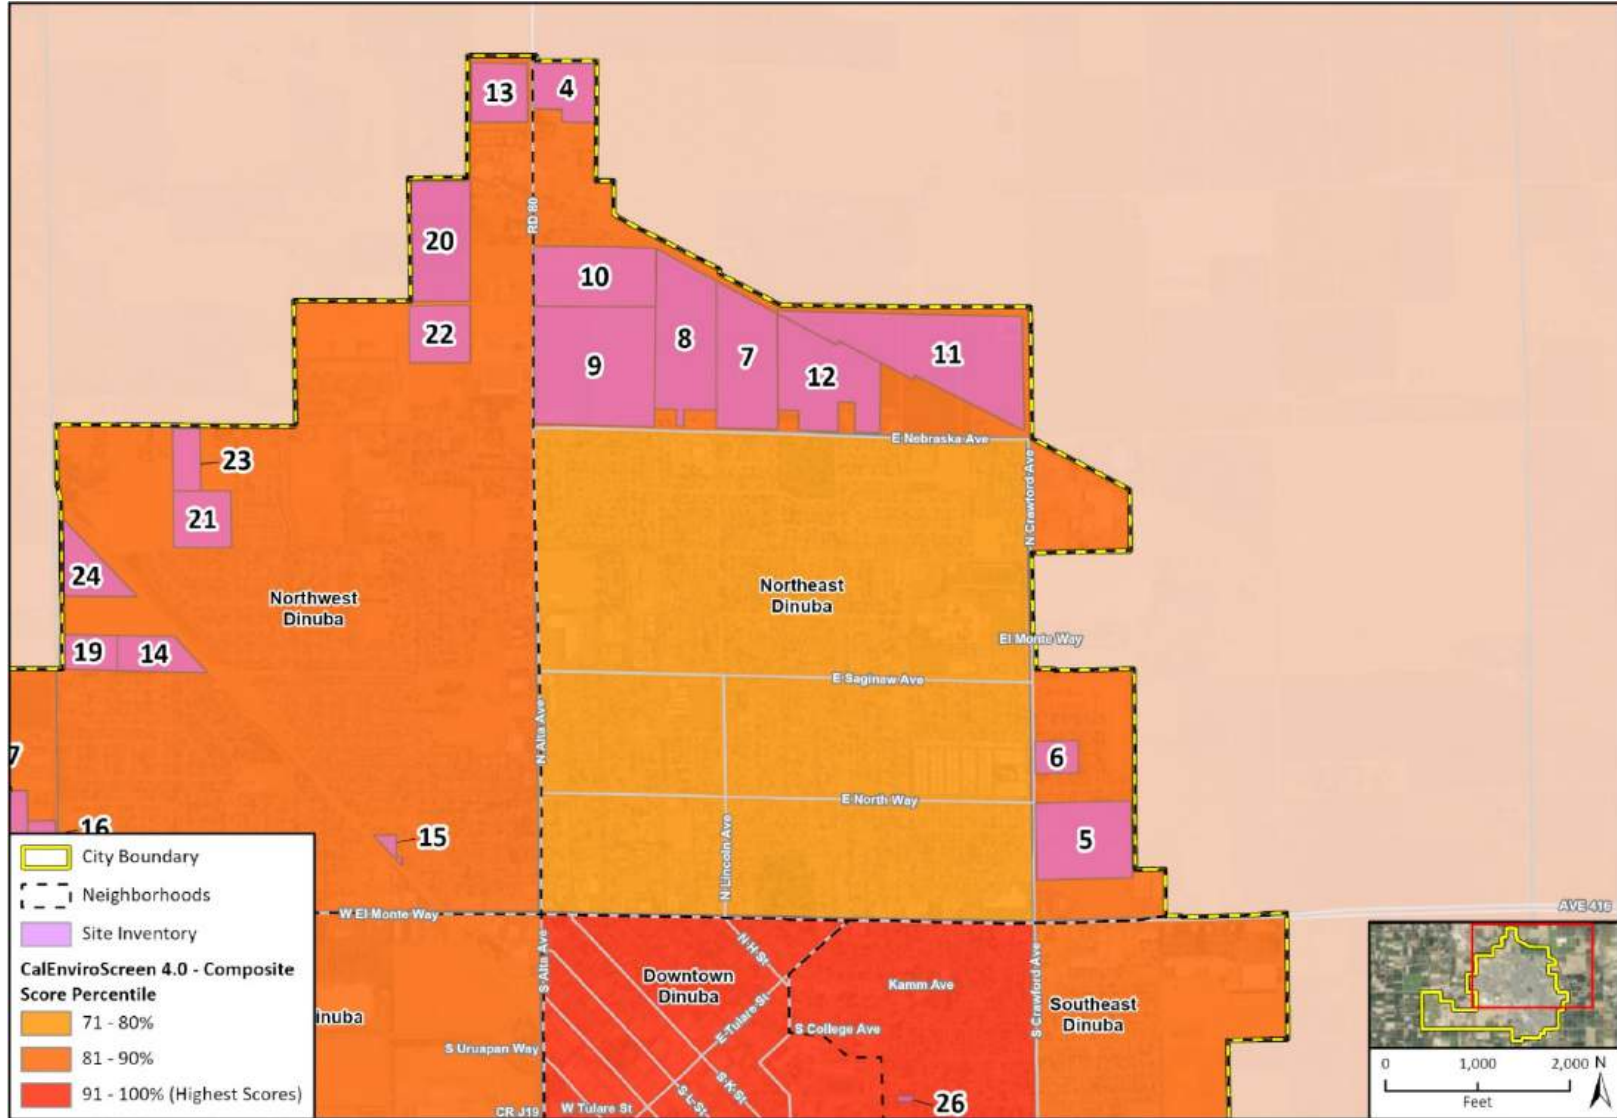 13
4
RD 80
20
10
22
8
11
9
7
12
E Nebraska Ave
23
N Crawford Ave
21
24
Northwest
Dinuba
Northeast
Dinuba
El Monte Way
19
14
E Saginaw Ave
N Alta Ave
7
6
E North Way
16
15
5
N Lincoln Ave
City Boundary
Neighborhoods
Site Inventory
CalEnviroScreen 4.0 - Composite
Score Percentile
71 - 80%
81 - 90%
91 - 100% (Highest Scores)
W El Monte Way
AVE 416
S Alta Ave
N H St
Downtown
Dinuba
Kamm Ave
S Crawford Ave
Southeast
Dinuba
inuba
E Tulare St
S College Ave
S Uruapan Way
S K St
S L St
CR J19
W Tulare St
26
0 1,000 2,000
Feet
N